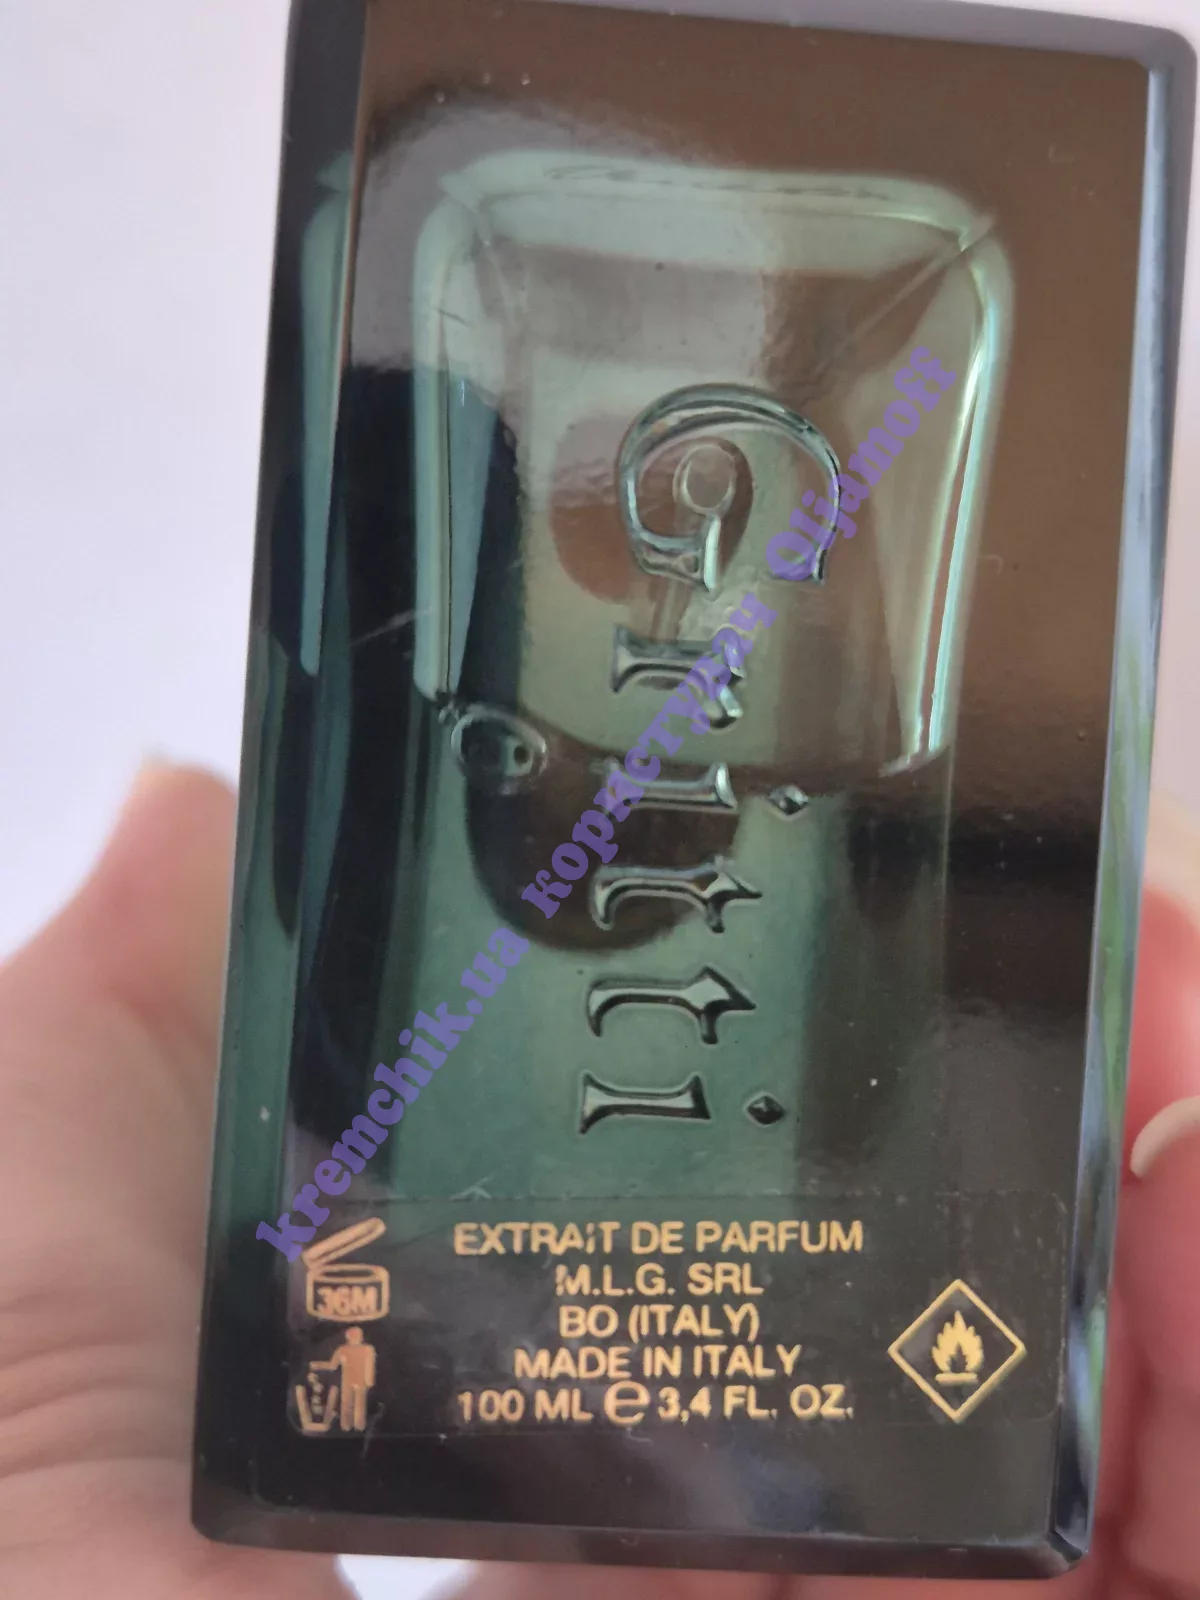 Gritti
kremchik.ua користувач Oljamoff
36M
EXTRAIT DE PARFUM
M.L.G. SRL
BO (ITALY)
MADE IN ITALY
100 ML e 3,4 FL. OZ.